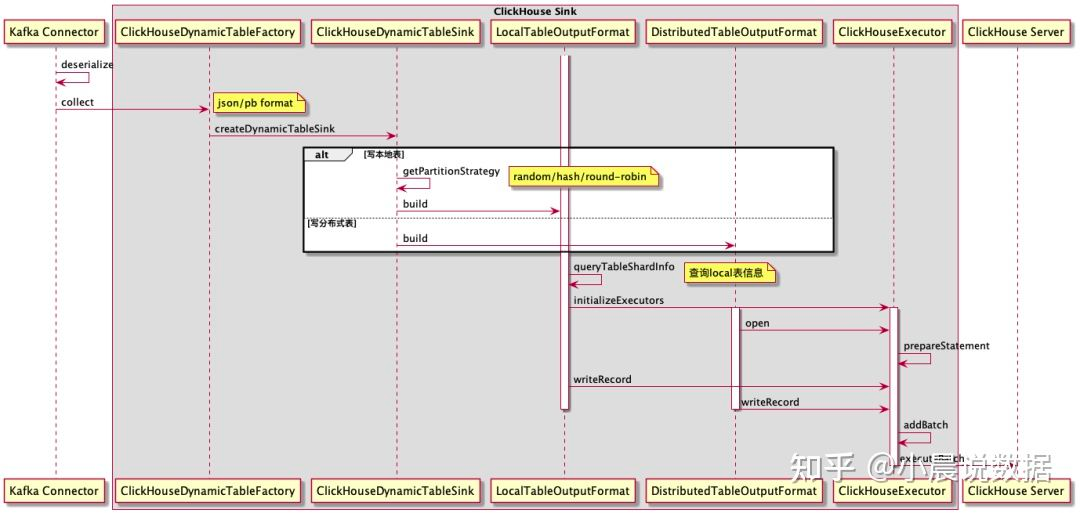 ClickHouse Sink
Kafka Connector
ClickHouseDynamicTableFactory
ClickHouseDynamicTableSink
LocalTableOutputFormat
DistributedTableOutputFormat
ClickHouseExecutor
ClickHouse Server
deserialize
collect
json/pb format
createDynamicTableSink
alt
[写本地表]
getPartitionStrategy
random/hash/round-robin
build
[写分布式表]
build
queryTableShardInfo
查询local表信息
initializeExecutors
open
prepareStatement
writeRecord
writeRecord
addBatch
executeBatch
知乎 @小晨说数据
Kafka Connector
ClickHouseDynamicTableFactory
ClickHouseDynamicTableSink
LocalTableOutputFormat
DistributedTableOutputFormat
ClickHouseExecutor
ClickHouse Server